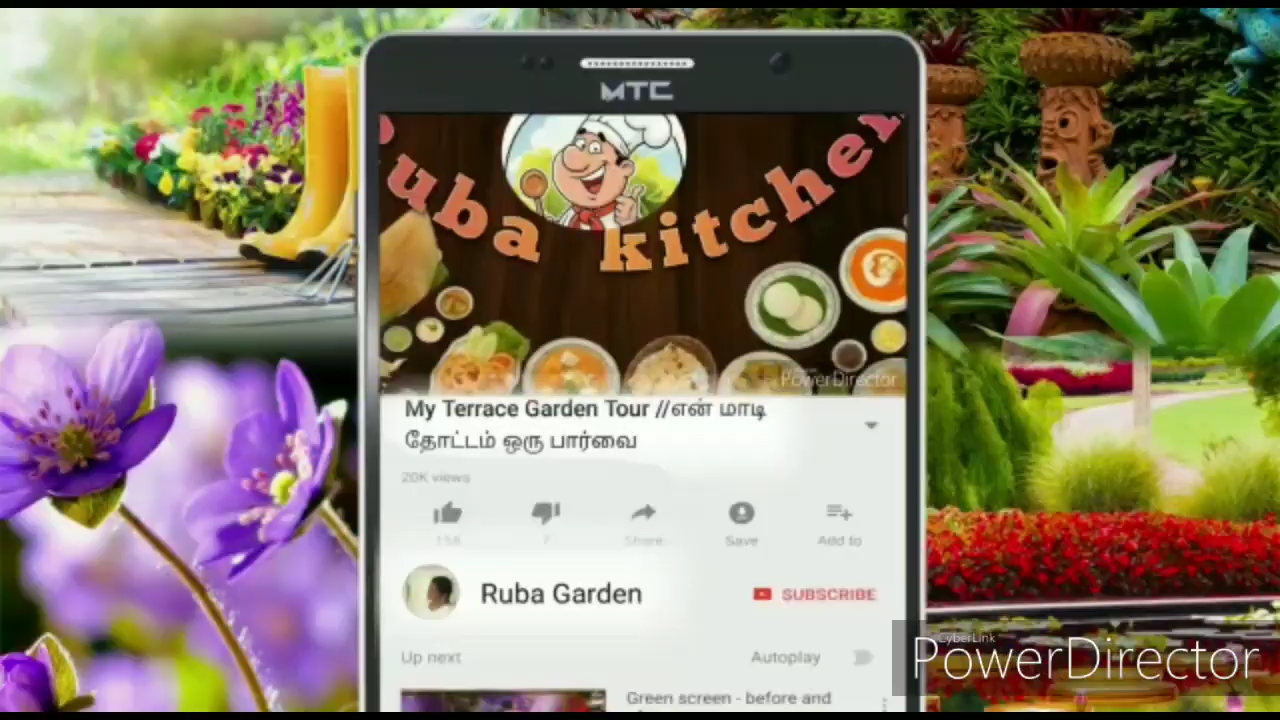 MTC
Ruba kitchen
PowerDirector
My Terrace Garden Tour //என் மாடி
தோட்டம் ஒரு பார்வை
20K views
Share
Save
Add to
Ruba Garden
SUBSCRIBE
Up next
Autoplay
Green screen - before and
CyberLink
PowerDirector